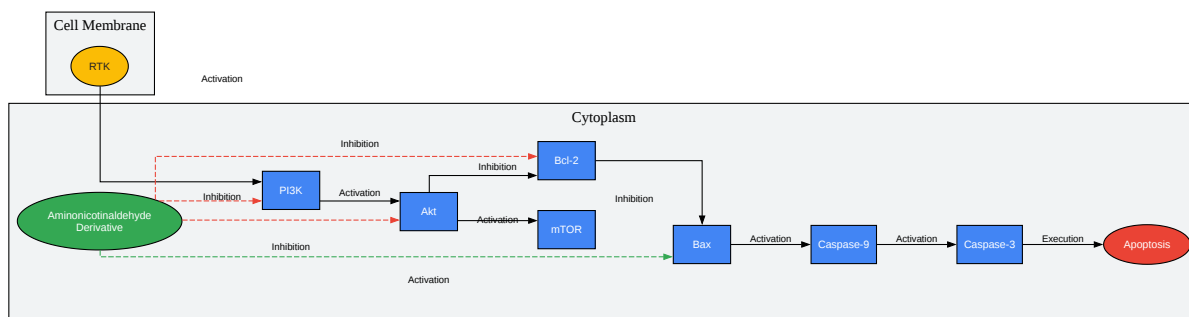 Cell Membrane
RTK
Activation
Cytoplasm
Inhibition
Bcl-2
Inhibition
PI3K
Activation
Inhibition
Inhibition
Akt
Aminonicotinaldehyde
Derivative
Activation
mTOR
Inhibition
Bax
Activation
Caspase-9
Activation
Caspase-3
Execution
Apoptosis
Activation